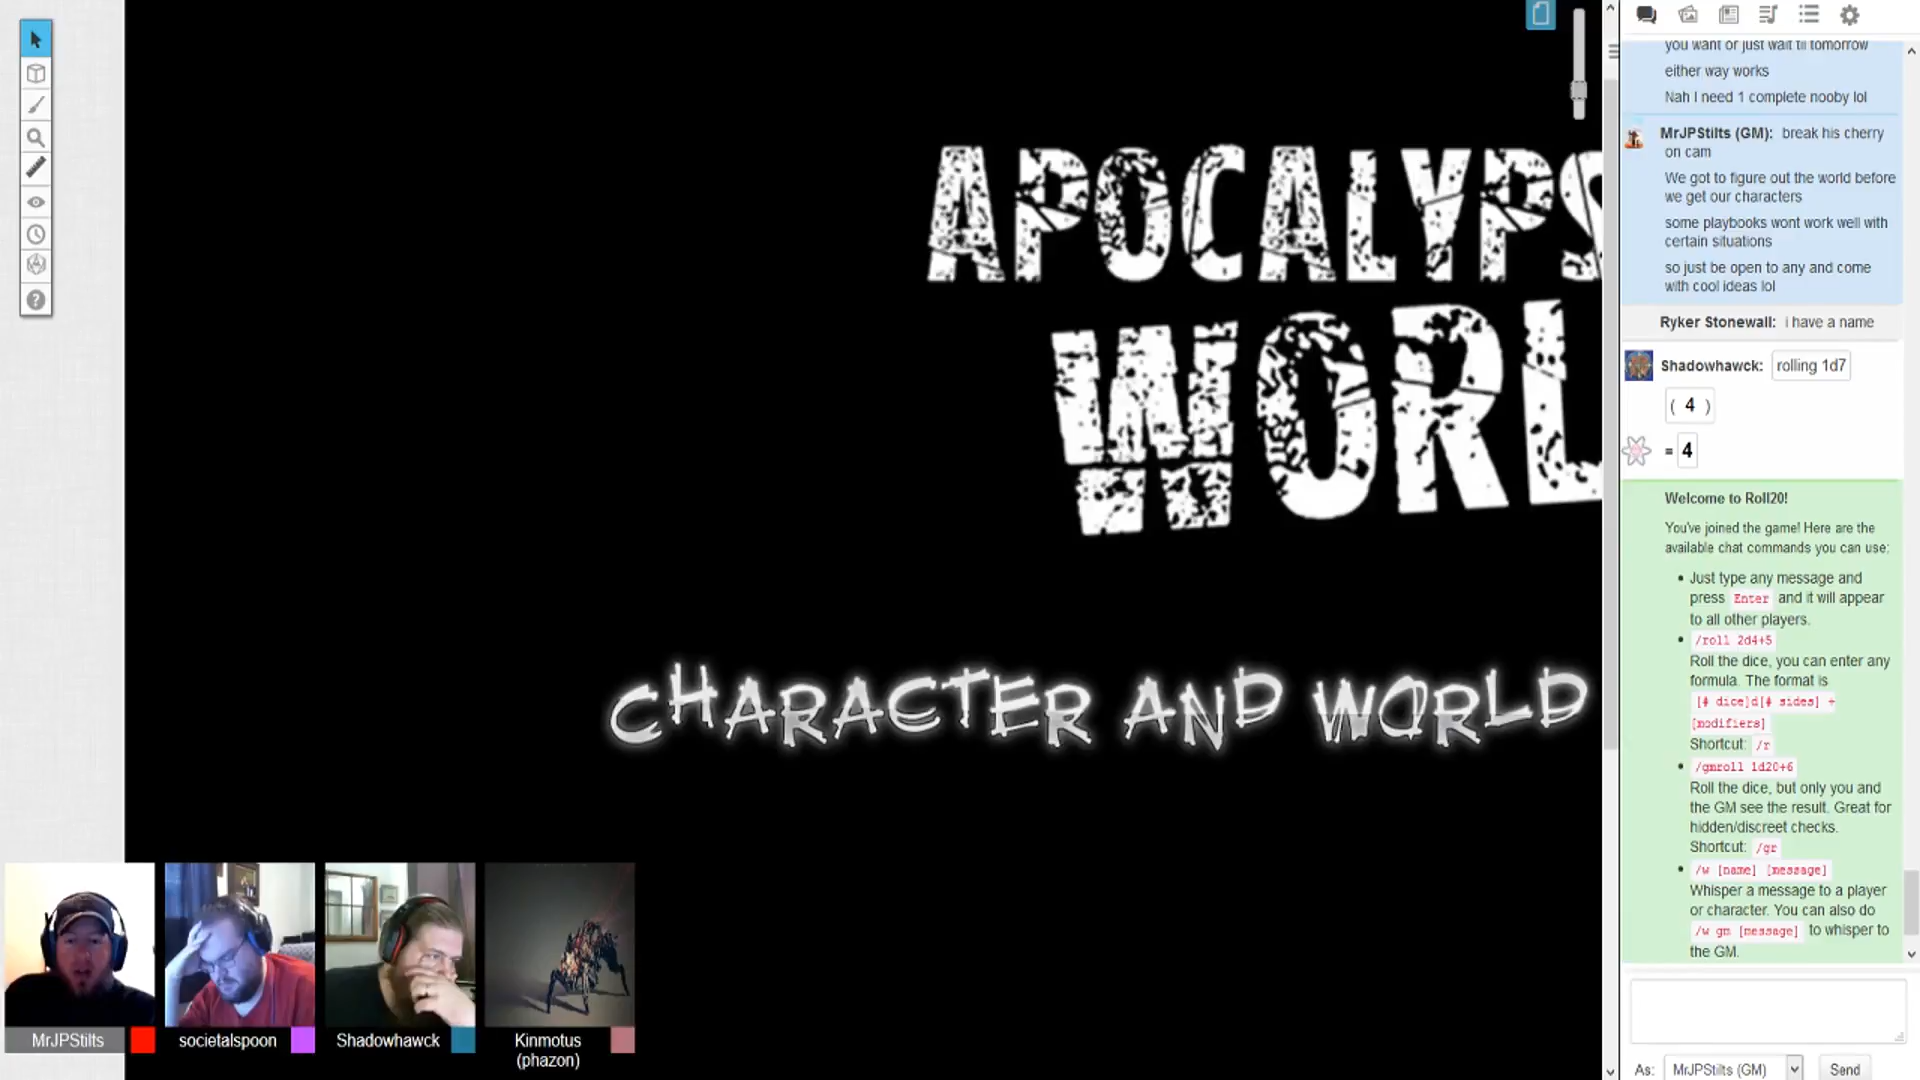 APOCALYPS
WORL
CHARACTER AND WORLD
MrJPStilts
societalspoon
Shadowhawck
Kinmotus
(phazon)
you want or just wait til tomorrow
either way works
Nah I need 1 complete nooby lol
MrJPStilts (GM): break his cherry
on cam
We got to figure out the world before
we get our characters
some playbooks wont work well with
certain situations
so just be open to any and come
with cool ideas lol
Ryker Stonewall: i have a name
Shadowhawck: rolling 1d7
( 4 )
= 4
Welcome to Roll20!
You've joined the game! Here are the
available chat commands you can use:
• Just type any message and
press Enter and it will appear
to all other players.
• /roll 2d4+5
Roll the dice, you can enter any
formula. The format is
[# dice]d[# sides] +
[modifiers]
Shortcut: /r
• /gmroll 1d20+6
Roll the dice, but only you and
the GM see the result. Great for
hidden/discreet checks.
Shortcut: /gr
• /w [name] [message]
Whisper a message to a player
or character. You can also do
/w gm [message] to whisper to
the GM.
As: MrJPStilts (GM) Send